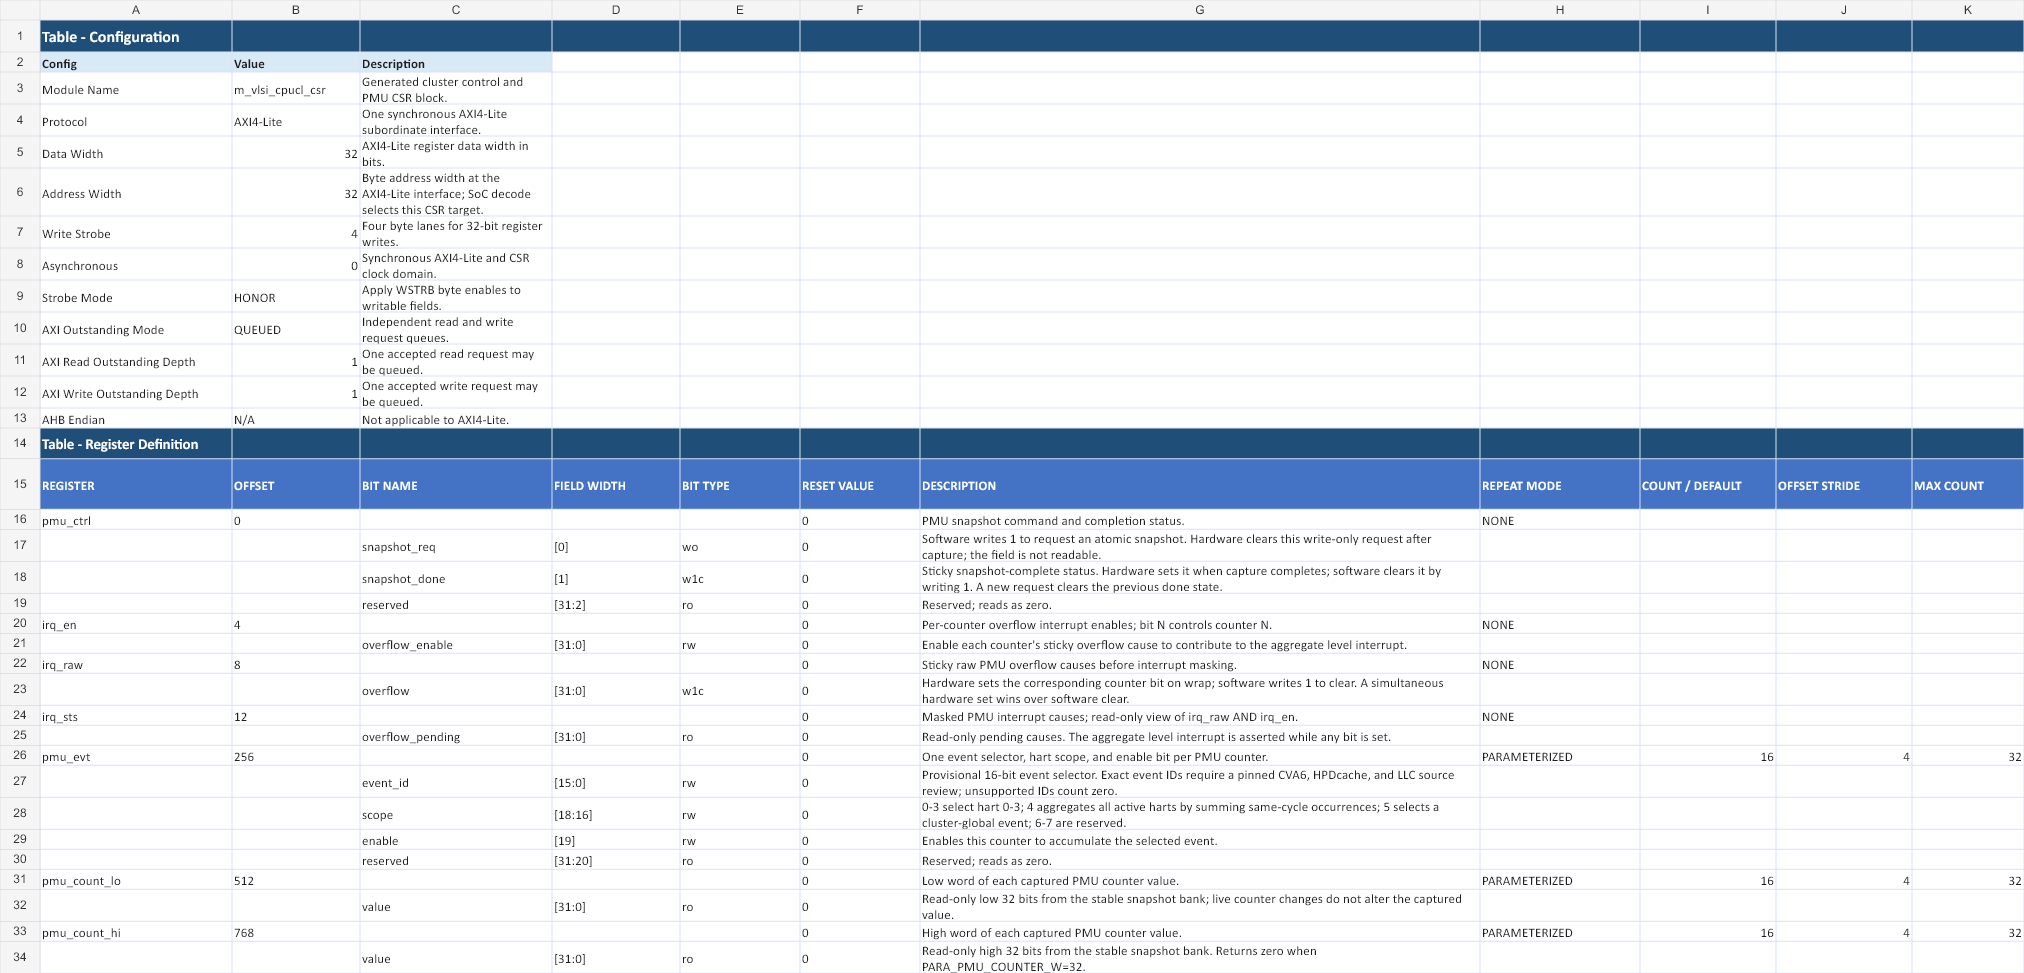 A B C D E F G H I J K
1 Table - Configuration
2 Config Value Description
3 Module Name m_vlsi_cpucl_csr Generated cluster control and
PMU CSR block.
4 Protocol AXI4-Lite One synchronous AXI4-Lite
subordinate interface.
5 Data Width 32 AXI4-Lite register data width in
bits.
6 Address Width 32 Byte address width at the
AXI4-Lite interface; SoC decode
selects this CSR target.
7 Write Strobe 4 Four byte lanes for 32-bit register
writes.
8 Asynchronous 0 Synchronous AXI4-Lite and CSR
clock domain.
9 Strobe Mode HONOR Apply WSTRB byte enables to
writable fields.
10 AXI Outstanding Mode QUEUED Independent read and write
request queues.
11 AXI Read Outstanding Depth 1 One accepted read request may
be queued.
12 AXI Write Outstanding Depth 1 One accepted write request may
be queued.
13 AHB Endian N/A Not applicable to AXI4-Lite.
14 Table - Register Definition
15 REGISTER OFFSET BIT NAME FIELD WIDTH BIT TYPE RESET VALUE DESCRIPTION REPEAT MODE COUNT / DEFAULT OFFSET STRIDE MAX COUNT
16 pmu_ctrl 0 0 PMU snapshot command and completion status. NONE
17 snapshot_req [0] wo 0 Software writes 1 to request an atomic snapshot. Hardware clears this write-only request after
capture; the field is not readable.
18 snapshot_done [1] w1c 0 Sticky snapshot-complete status. Hardware sets it when capture completes; software clears it by
writing 1. A new request clears the previous done state.
19 reserved [31:2] ro 0 Reserved; reads as zero.
20 irq_en 4 0 Per-counter overflow interrupt enables; bit N controls counter N. NONE
21 overflow_enable [31:0] rw 0 Enable each counter's sticky overflow cause to contribute to the aggregate level interrupt.
22 irq_raw 8 0 Sticky raw PMU overflow causes before interrupt masking. NONE
23 overflow [31:0] w1c 0 Hardware sets the corresponding counter bit on wrap; software writes 1 to clear. A simultaneous
hardware set wins over software clear.
24 irq_sts 12 0 Masked PMU interrupt causes; read-only view of irq_raw AND irq_en. NONE
25 overflow_pending [31:0] ro 0 Read-only pending causes. The aggregate level interrupt is asserted while any bit is set.
26 pmu_evt 256 0 One event selector, hart scope, and enable bit per PMU counter. PARAMETERIZED 16 4 32
27 event_id [15:0] rw 0 Provisional 16-bit event selector. Exact event IDs require a pinned CVA6, HPDcache, and LLC source
review; unsupported IDs count zero.
28 scope [18:16] rw 0 0-3 select hart 0-3; 4 aggregates all active harts by summing same-cycle occurrences; 5 selects a
cluster-global event; 6-7 are reserved.
29 enable [19] rw 0 Enables this counter to accumulate the selected event.
30 reserved [31:20] ro 0 Reserved; reads as zero.
31 pmu_count_lo 512 0 Low word of each captured PMU counter value. PARAMETERIZED 16 4 32
32 value [31:0] ro 0 Read-only low 32 bits from the stable snapshot bank; live counter changes do not alter the captured
value.
33 pmu_count_hi 768 0 High word of each captured PMU counter value. PARAMETERIZED 16 4 32
34 value [31:0] ro 0 Read-only high 32 bits from the stable snapshot bank. Returns zero when
PARA_PMU_COUNTER_W=32.